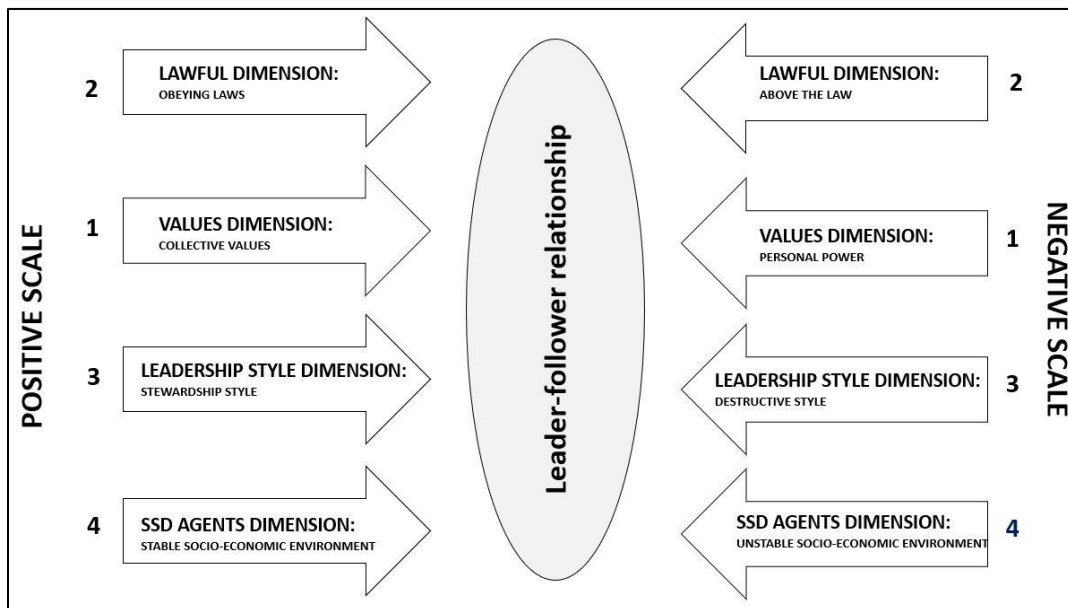 POSITIVE SCALE
2
LAWFUL DIMENSION:
OBEYING LAWS
1
VALUES DIMENSION:
COLLECTIVE VALUES
3
LEADERSHIP STYLE DIMENSION:
STEWARDSHIP STYLE
4
SSD AGENTS DIMENSION:
STABLE SOCIO-ECONOMIC ENVIRONMENT
Leader-follower relationship
LAWFUL DIMENSION:
ABOVE THE LAW
2
VALUES DIMENSION:
PERSONAL POWER
1
LEADERSHIP STYLE DIMENSION:
DESTRUCTIVE STYLE
3
SSD AGENTS DIMENSION:
UNSTABLE SOCIO-ECONOMIC ENVIRONMENT
4
NEGATIVE SCALE